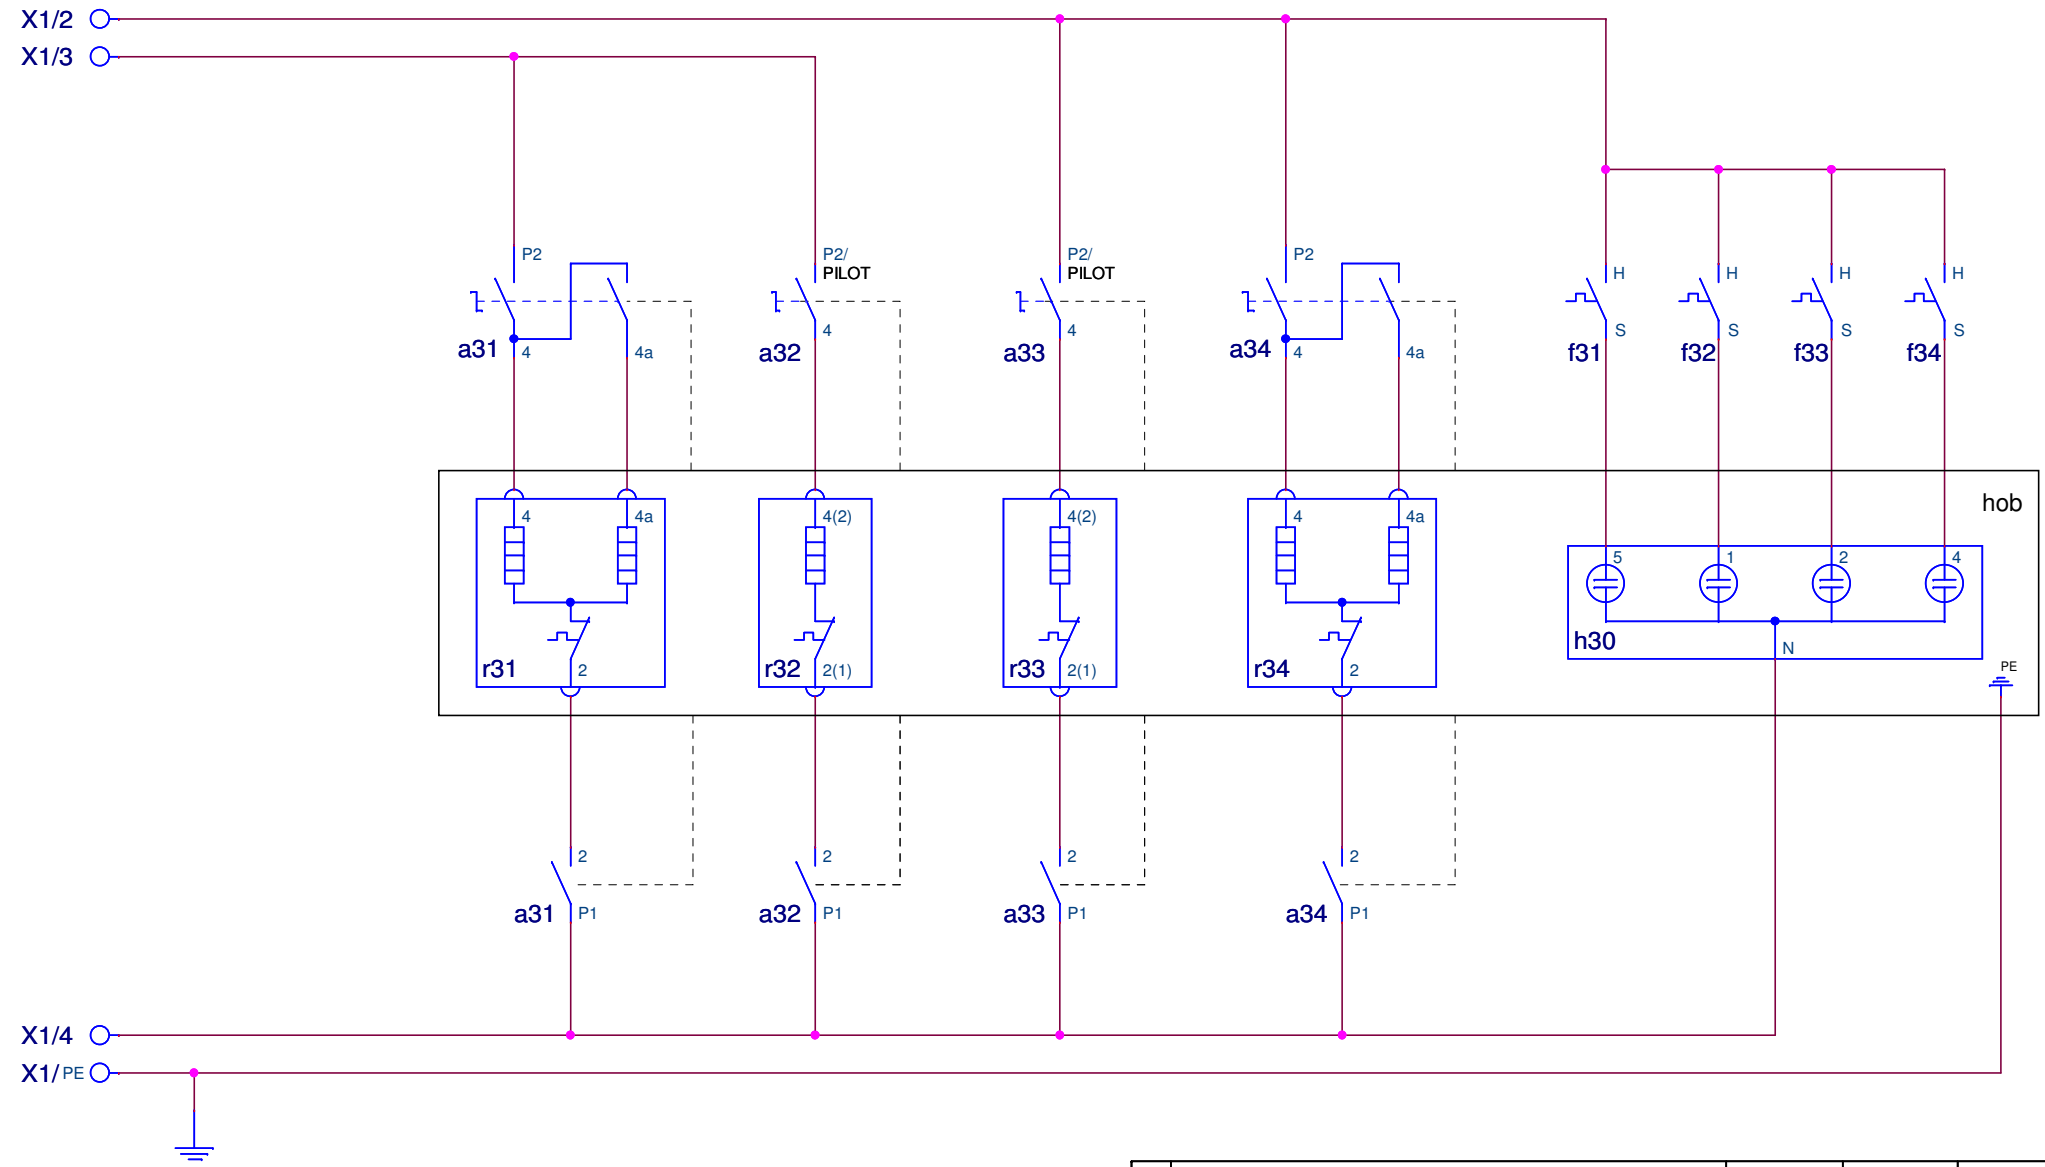 X1/2
X1/3
P2
P2/
PILOT
P2/
PILOT
P2
H
H
H
H
a31
4
4a
a32
4
a33
4
a34
4
4a
f31
S
f32
S
f33
S
f34
S
hob
4
4a
4(2)
4(2)
4
4a
5
1
2
4
r31
2
r32
2(1)
r33
2(1)
r34
2
h30
N
PE
2
2
2
2
a31
P1
a32
P1
a33
P1
a34
P1
X1/4
X1/PE